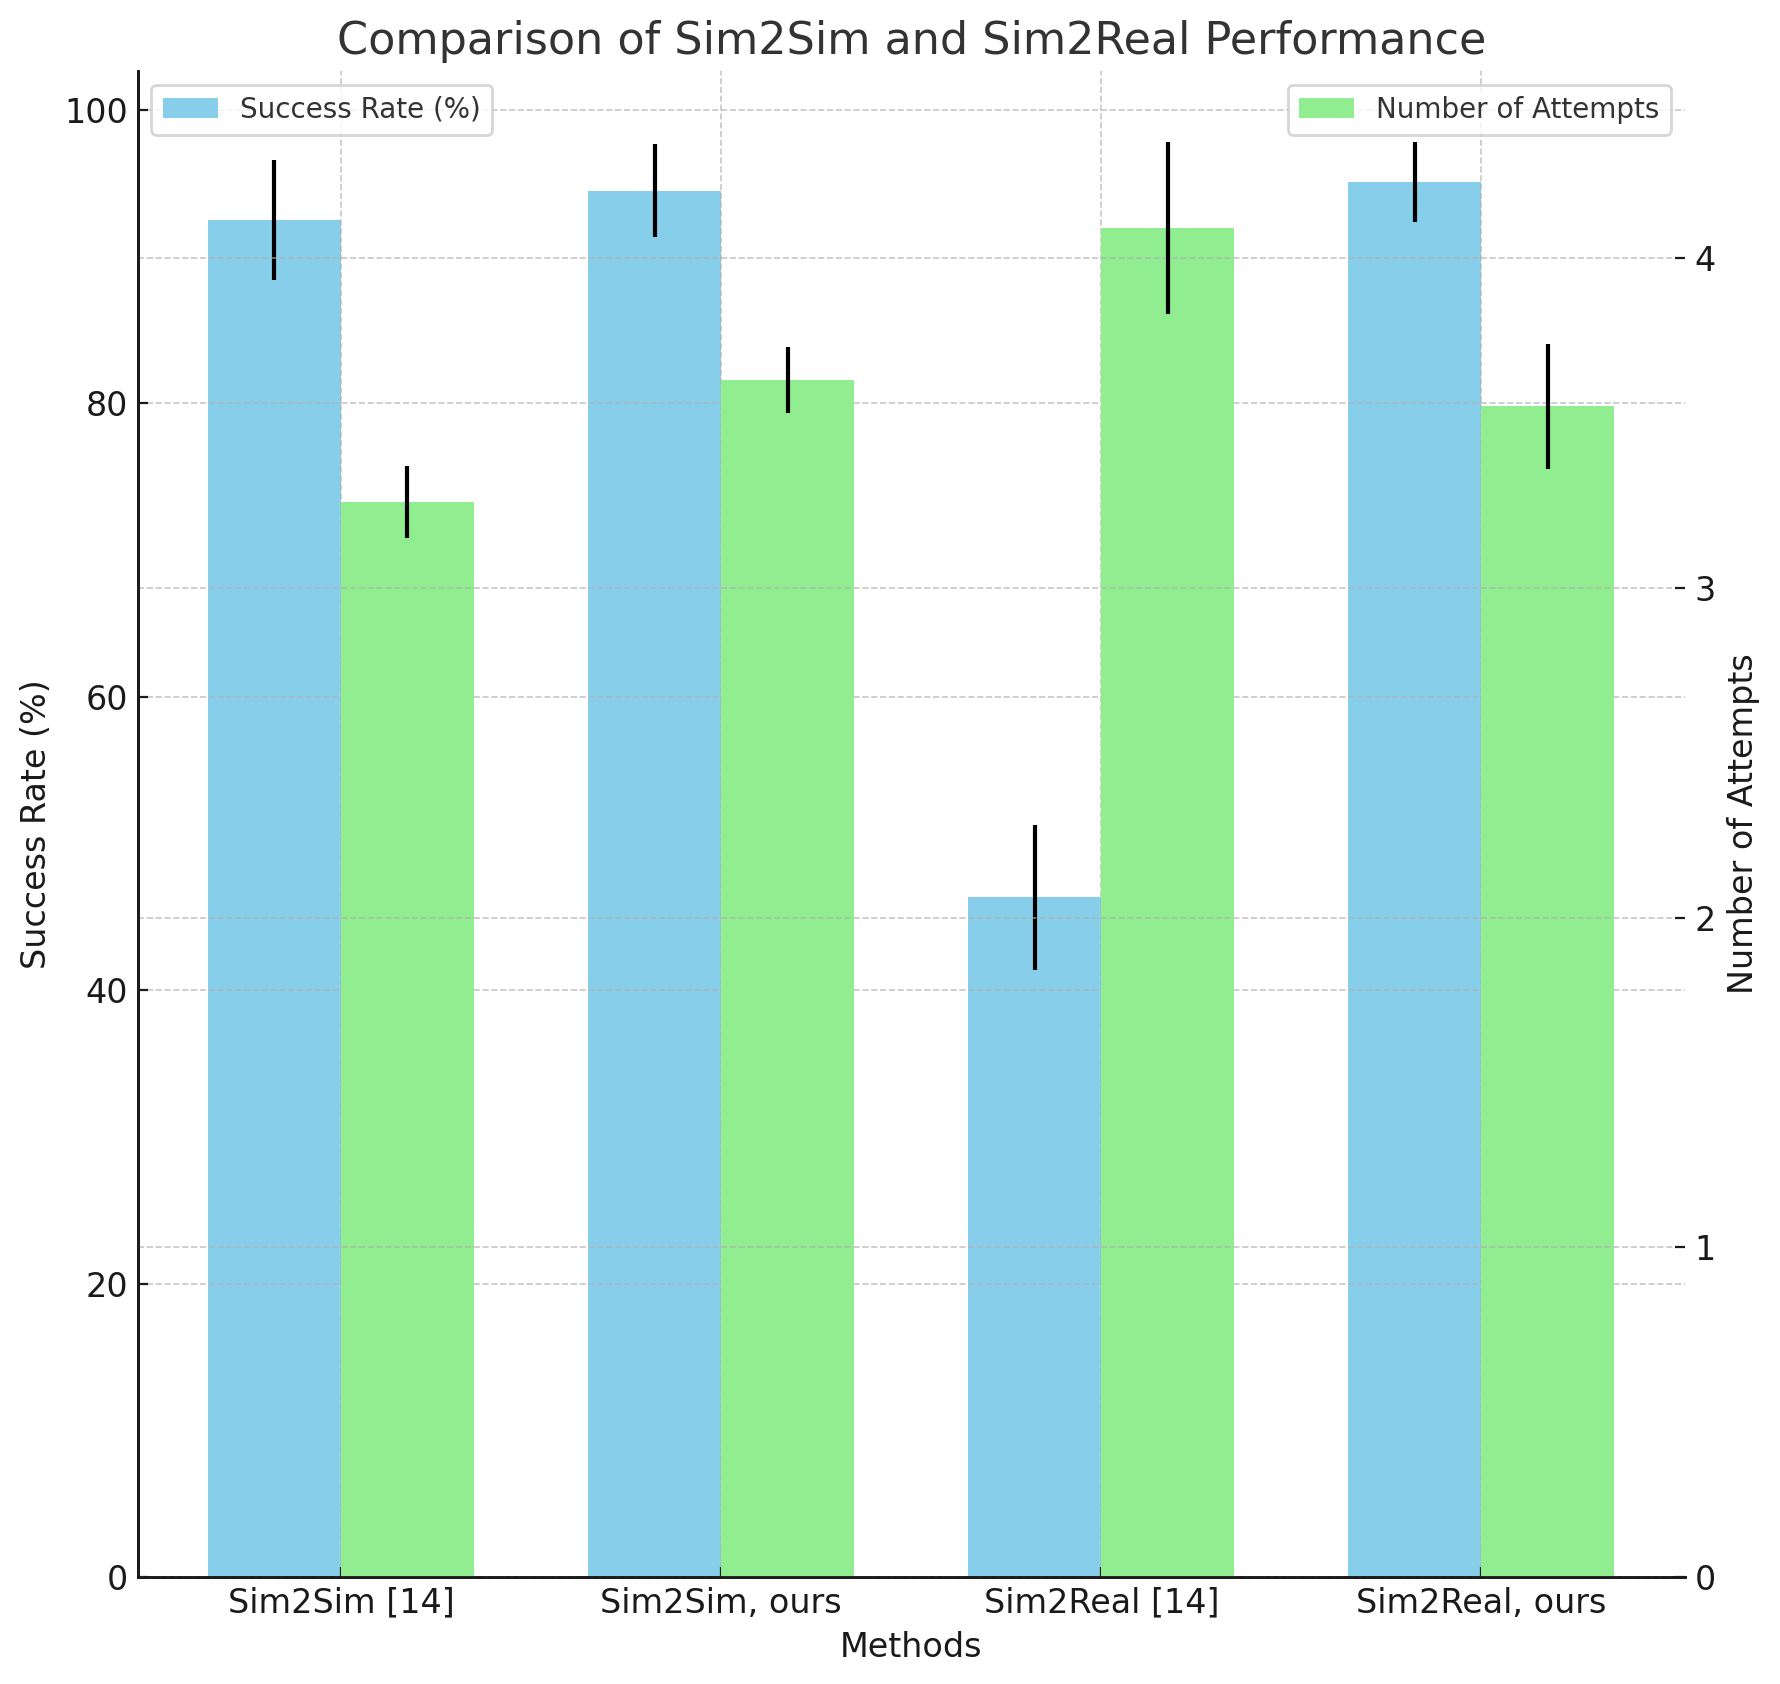 Comparison of Sim2Sim and Sim2Real Performance
Success Rate (%)
Number of Attempts
100
80
60
40
20
0
Success Rate (%)
4
3
2
1
0
Number of Attempts
Sim2Sim [14]
Sim2Sim, ours
Sim2Real [14]
Sim2Real, ours
Methods